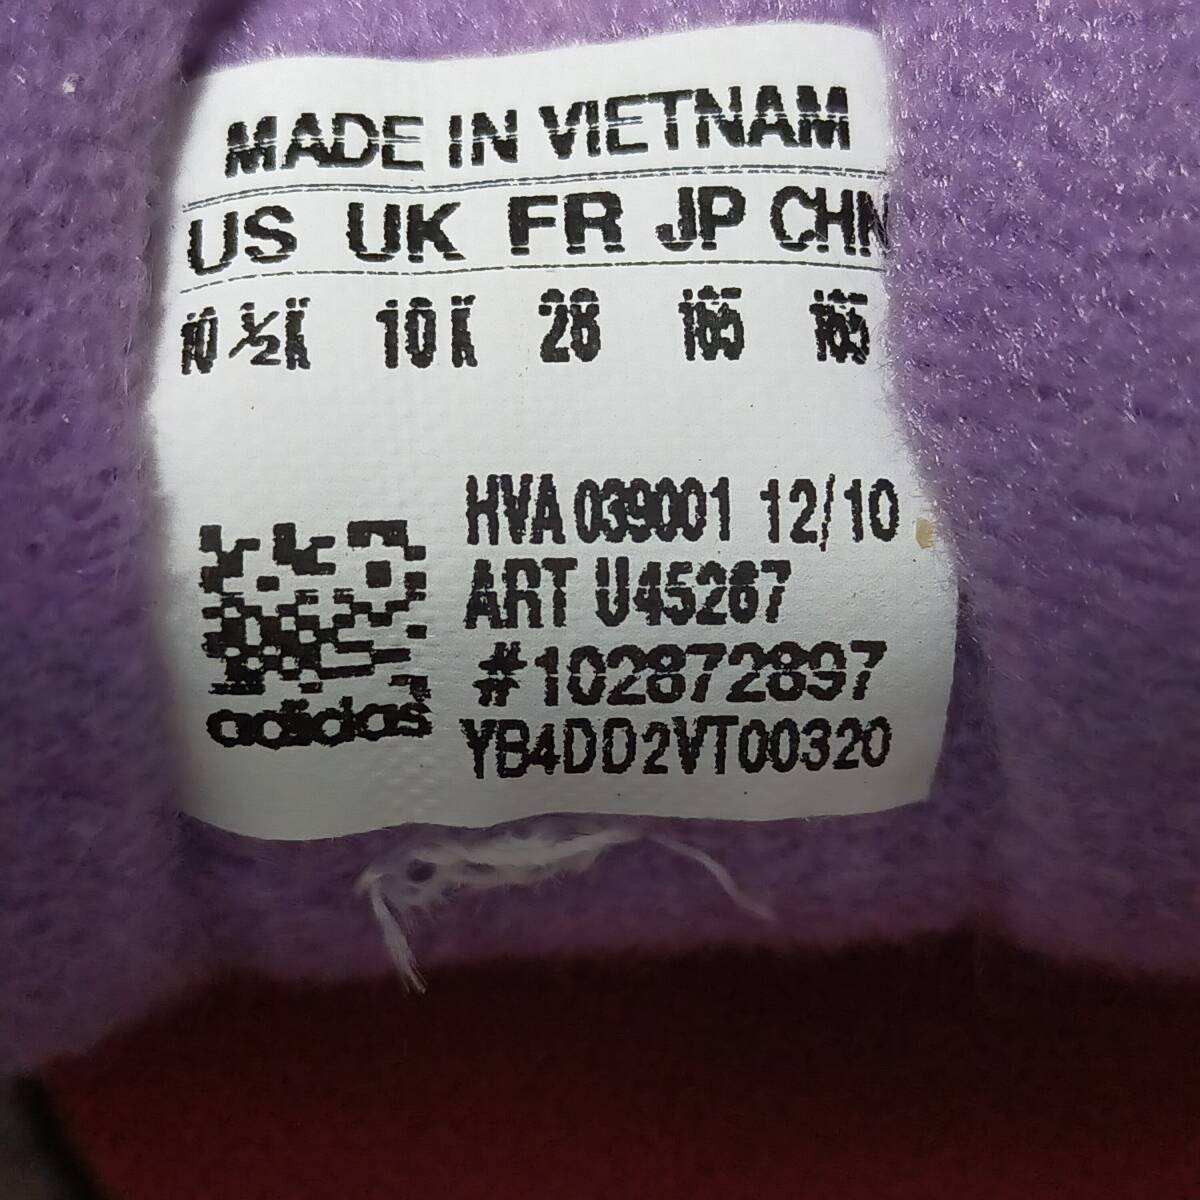 MADE IN VIETNAM
US UK FR JP CHN
10 ½K 10K 28 165 165
HVA 039001 12/10
ART U45267
#102872897
YB4DD2VT00320
adidas